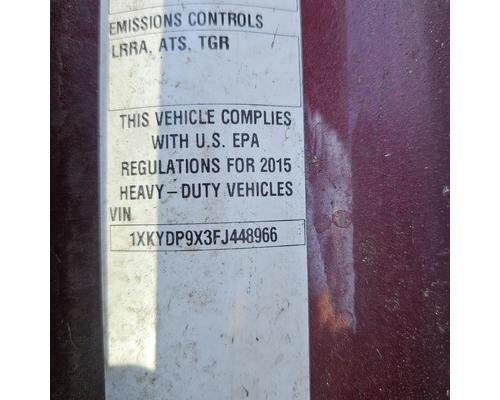 EMISSIONS CONTROLS
LRRA, ATS, TGR
THIS VEHICLE COMPLIES
WITH U.S. EPA
REGULATIONS FOR 2015
HEAVY-DUTY VEHICLES
VIN
1XKYDP9X3FJ448966